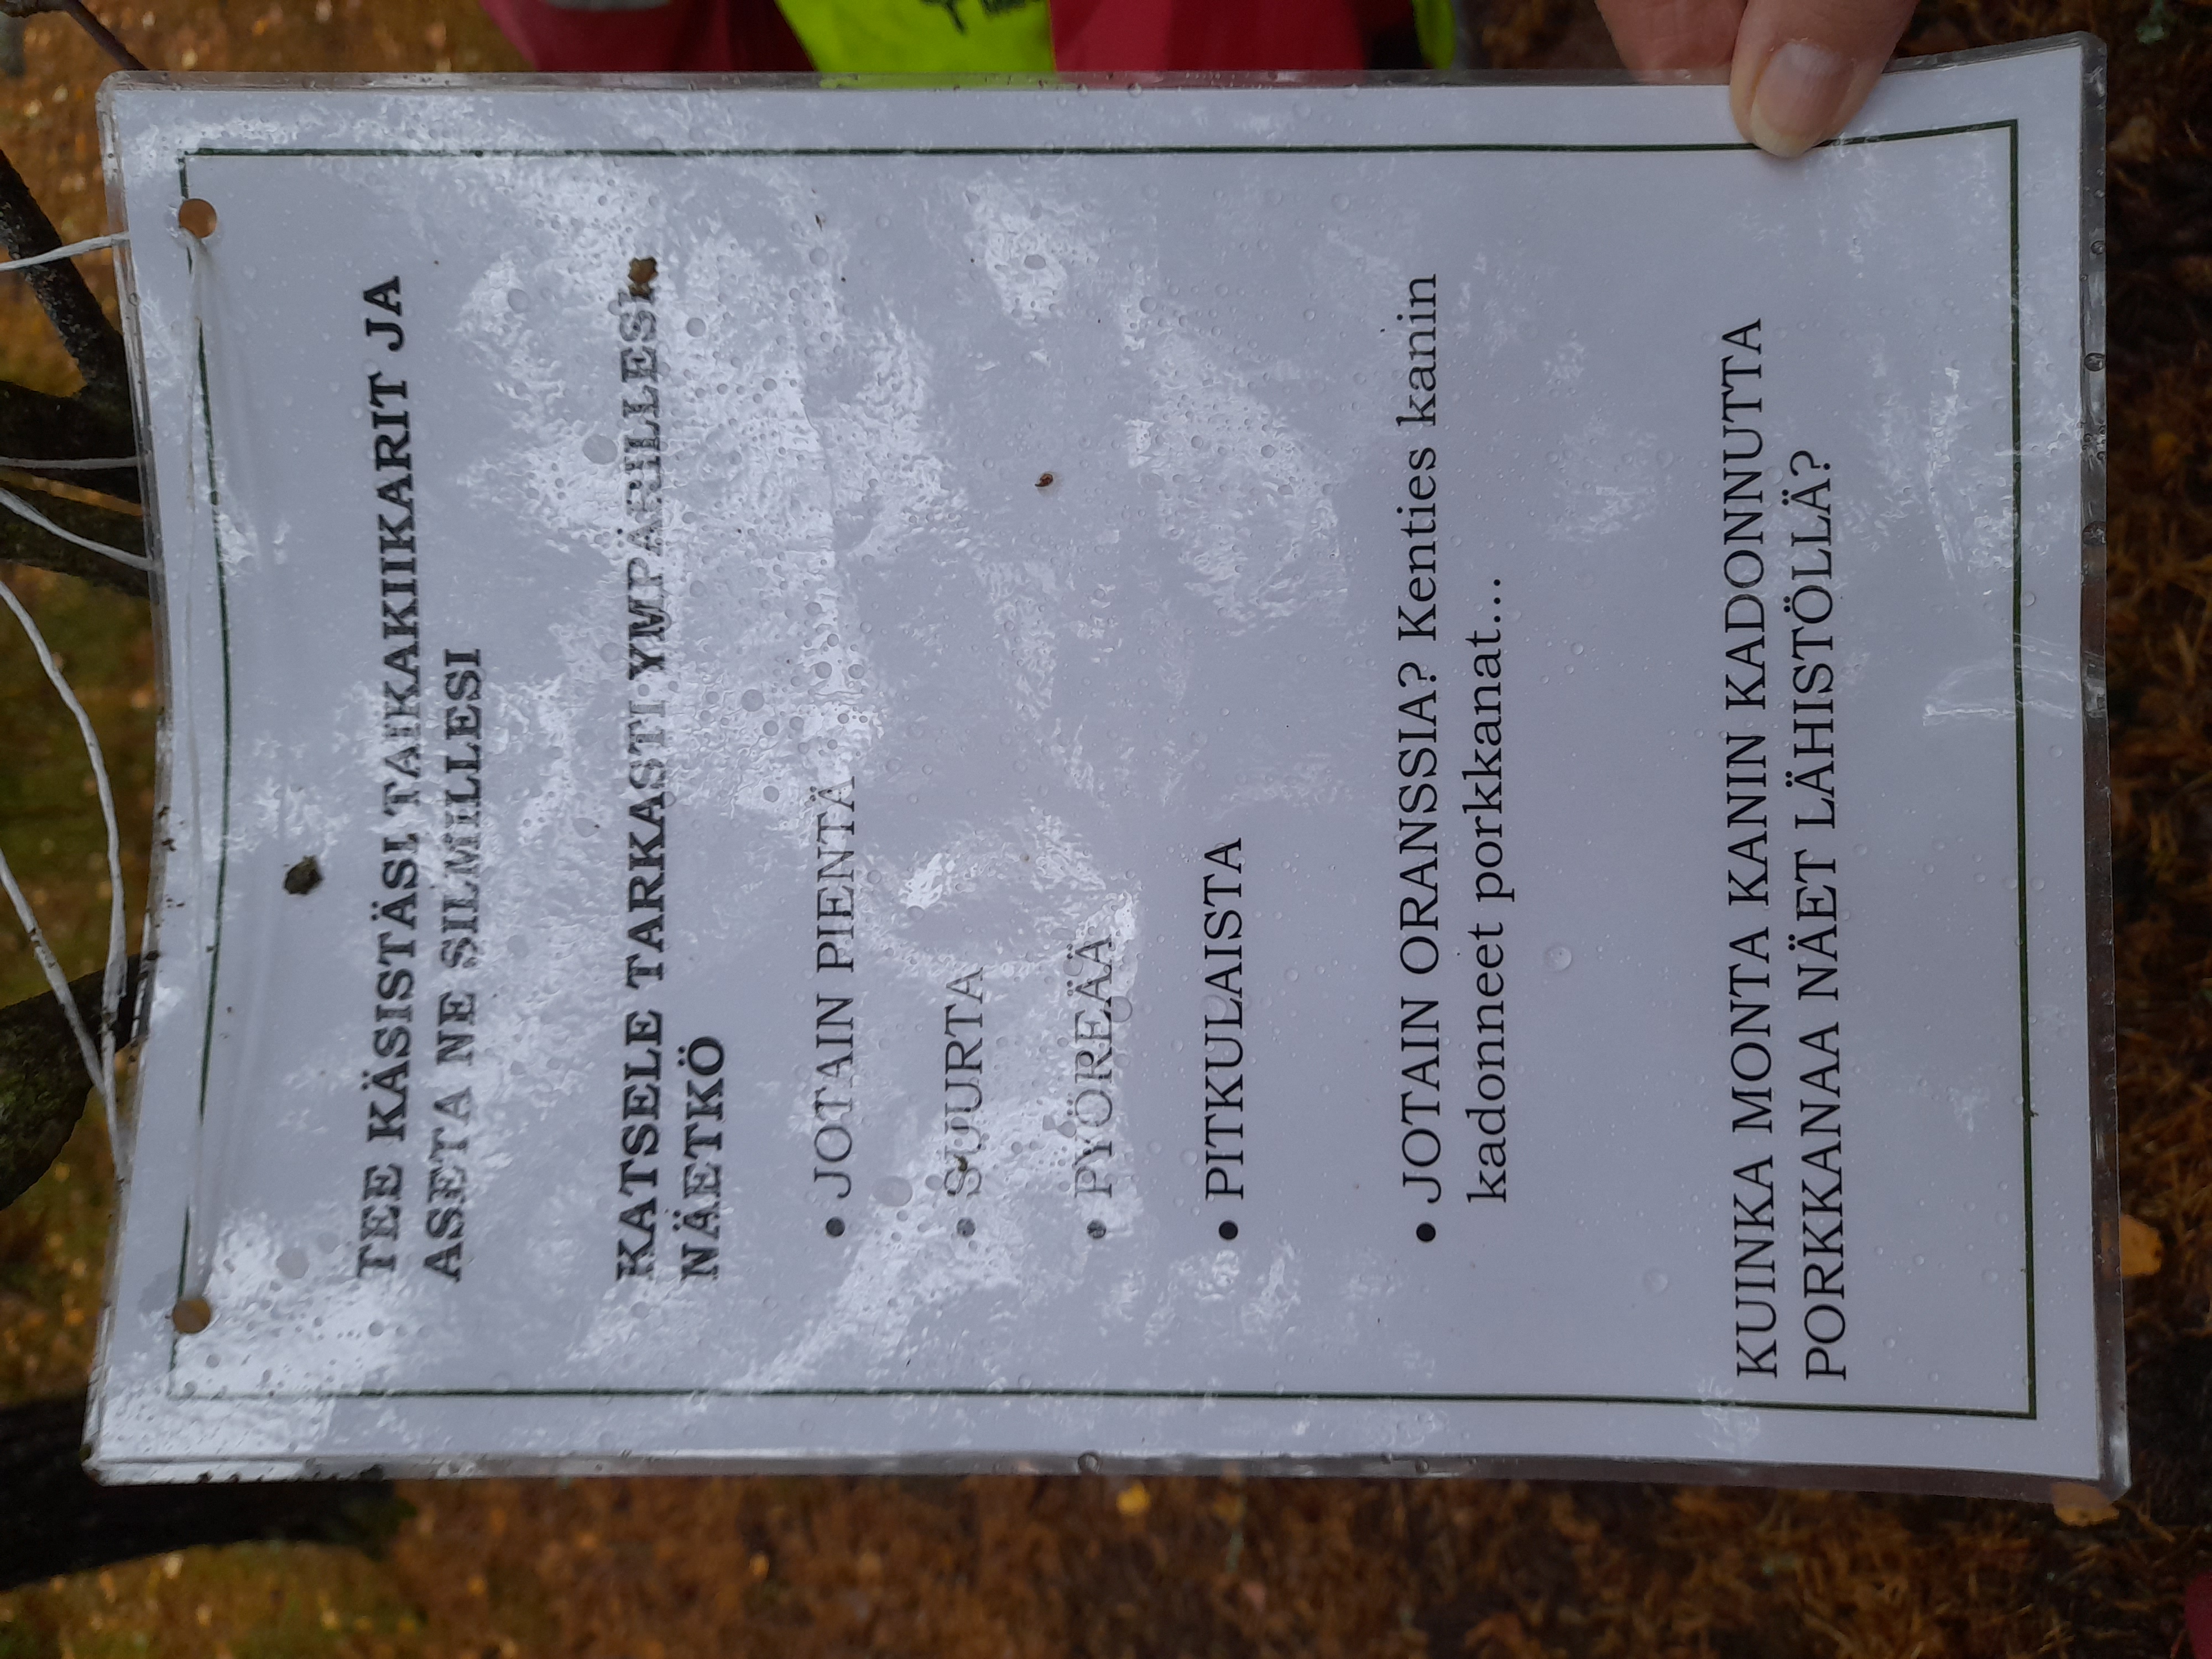 TEE KÄSISTÄSI TAIKAKIIKARIT JA
ASETA NE SILMILLESI
KATSELE TARKASTI YMPÄRILLESI
NÄETKÖ
• JOTAIN PIENTÄ
• SUURTA
• PYÖREÄÄ
• PITKULAISTA
• JOTAIN ORANSSIA? Kenties kanin
kadonneet porkkanat...
KUINKA MONTA KANIN KADONNUTTA
PORKKANAA NÄET LÄHISTÖLLÄ?